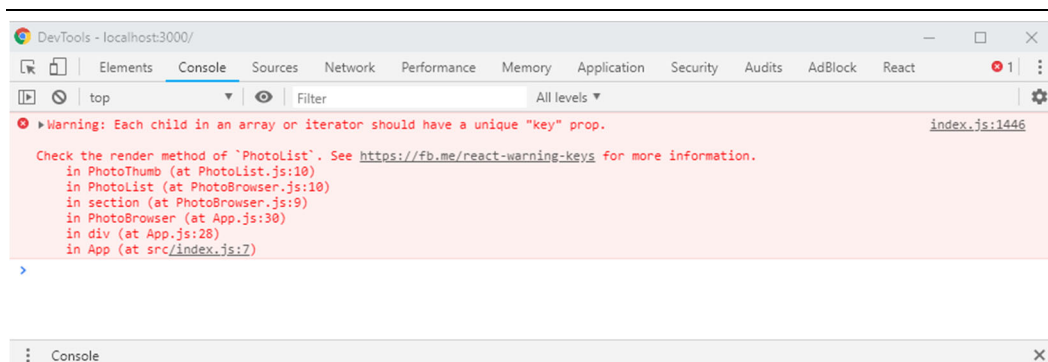 DevTools - localhost:3000/
Elements Console Sources Network Performance Memory Application Security Audits AdBlock React 1
top Filter All levels
Warning: Each child in an array or iterator should have a unique "key" prop. index.js:1446
Check the render method of `PhotoList`. See https://fb.me/react-warning-keys for more information.
in PhotoThumb (at PhotoList.js:10)
in PhotoList (at PhotoBrowser.js:10)
in section (at PhotoBrowser.js:9)
in PhotoBrowser (at App.js:30)
in div (at App.js:28)
in App (at src/index.js:7)
Console